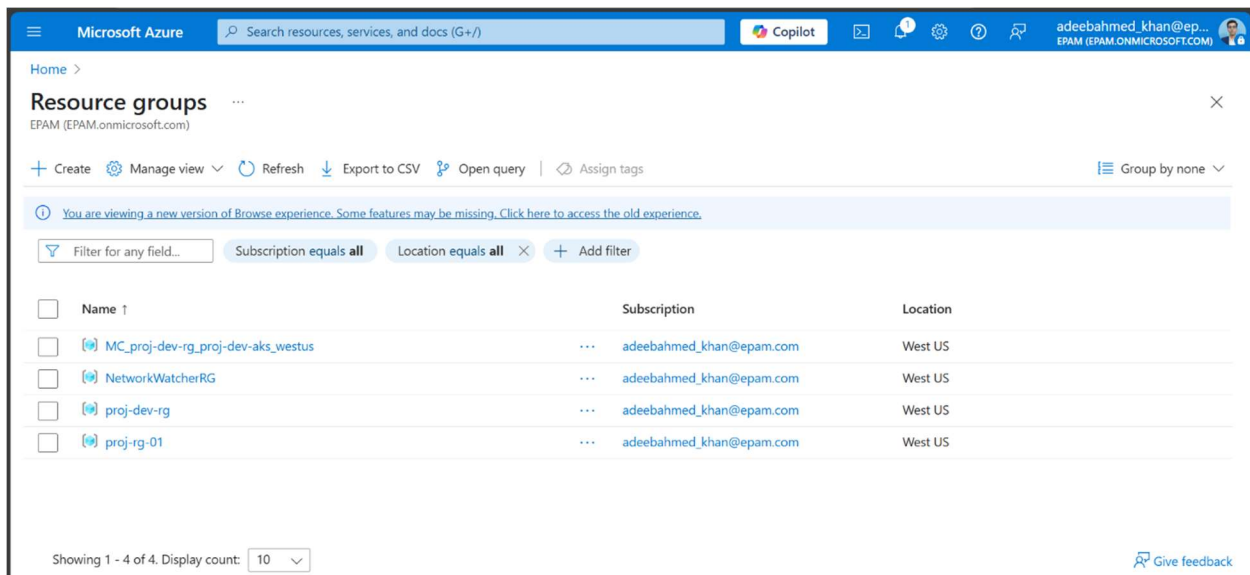 Microsoft Azure Search resources, services, and docs (G+/) Copilot 1 adeebahmed_khan@ep...
EPAM (EPAM.ONMICROSOFT.COM)
Home >
Resource groups ...
EPAM (EPAM.onmicrosoft.com)
+ Create Manage view Refresh Export to CSV Open query | Assign tags Group by none
You are viewing a new version of Browse experience. Some features may be missing. Click here to access the old experience.
Filter for any field... Subscription equals all Location equals all × + Add filter
Name ↑ Subscription Location
MC_proj-dev-rg_proj-dev-aks_westus ... adeebahmed_khan@epam.com West US
NetworkWatcherRG ... adeebahmed_khan@epam.com West US
proj-dev-rg ... adeebahmed_khan@epam.com West US
proj-rg-01 ... adeebahmed_khan@epam.com West US
Showing 1 - 4 of 4. Display count: 10 Give feedback